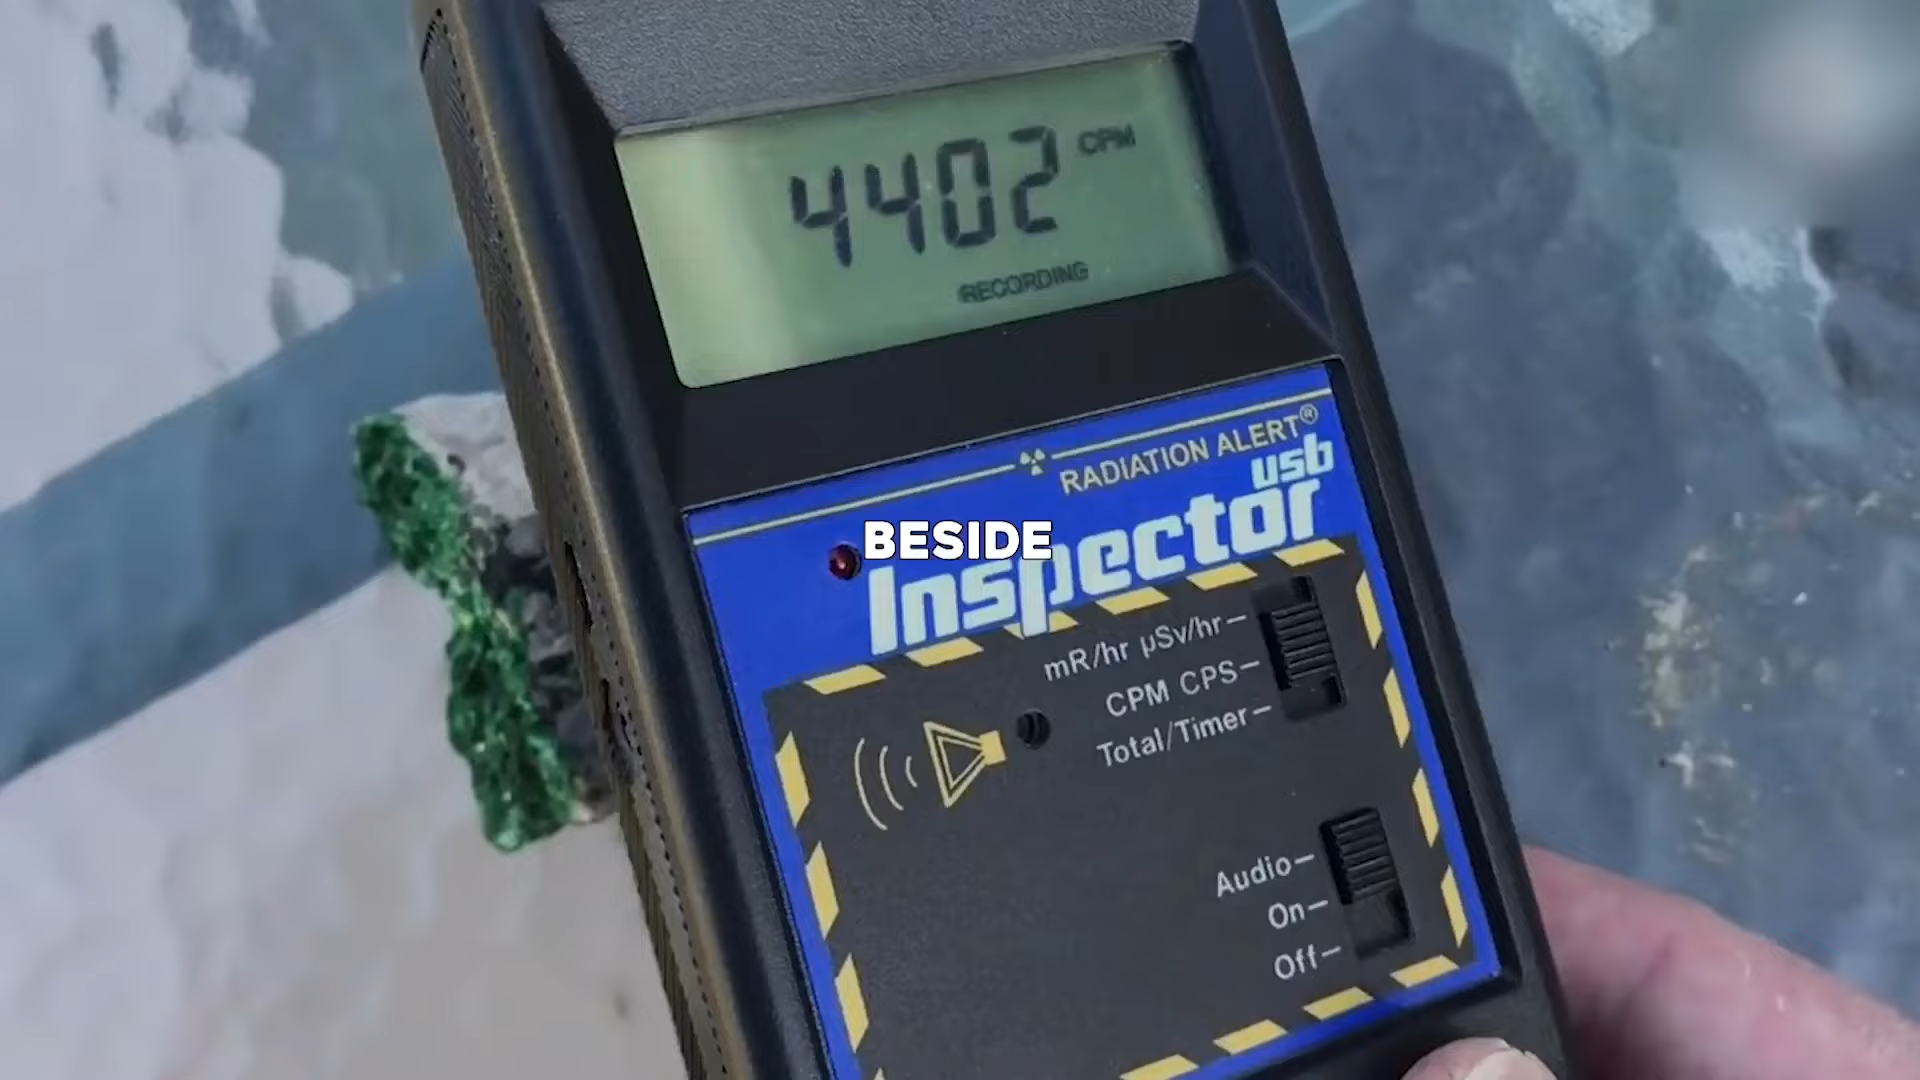 4402 CPM
RECORDING
RADIATION ALERT®
usb
BESIDE
Inspector
mR/hr µSv/hr
CPM CPS
Total/Timer
Audio
On
Off